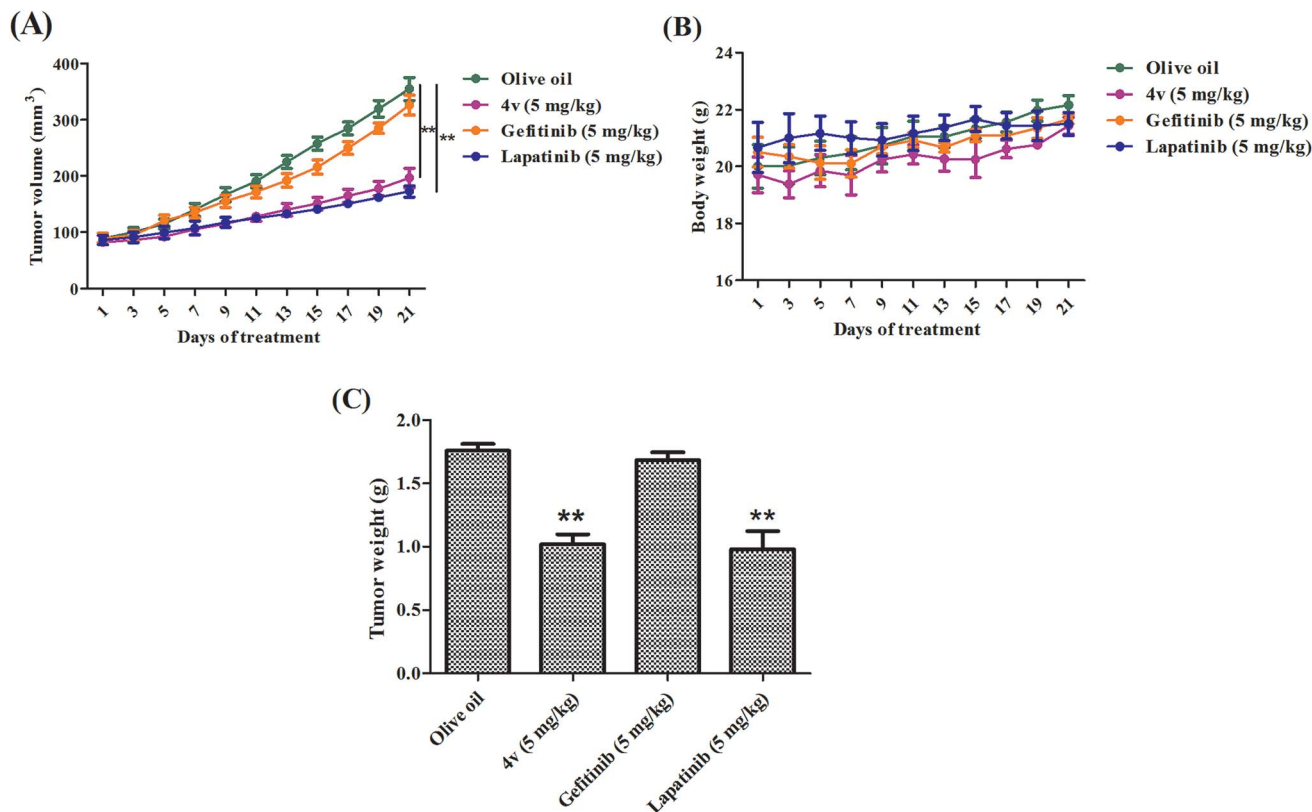 (A)
Tumor volume (mm³)
400
300
200
100
0
1 3 5 7 9 11 13 15 17 19 21
Days of treatment
**
**
Olive oil
4v (5 mg/kg)
Gefitinib (5 mg/kg)
Lapatinib (5 mg/kg)
(B)
Body weight (g)
24
22
20
18
16
1 3 5 7 9 11 13 15 17 19 21
Days of treatment
Olive oil
4v (5 mg/kg)
Gefitinib (5 mg/kg)
Lapatinib (5 mg/kg)
(C)
Tumor weight (g)
2.0
1.5
1.0
0.5
0.0
**
**
Olive oil
4v (5 mg/kg)
Gefitinib (5 mg/kg)
Lapatinib (5 mg/kg)